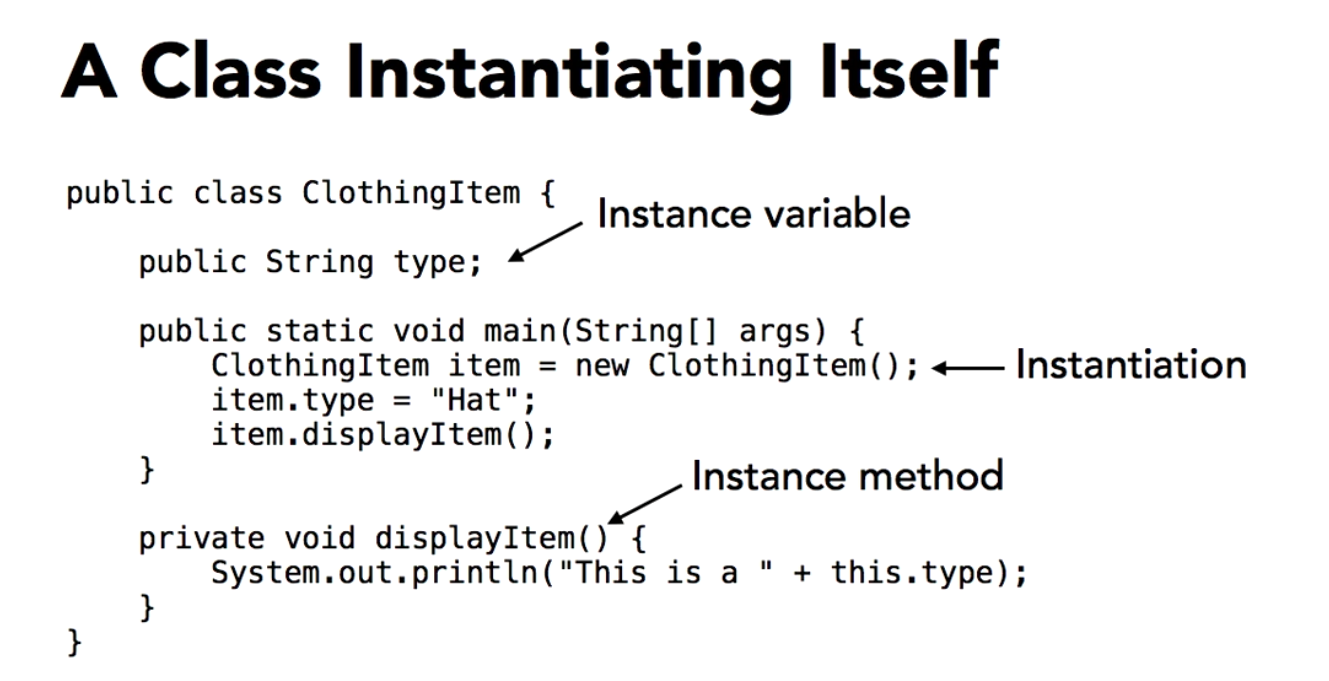 A Class Instantiating Itself
public class ClothingItem {
Instance variable
public String type;
public static void main(String[] args) {
ClothingItem item = new ClothingItem();
Instantiation
item.type = "Hat";
item.displayItem();
}
Instance method
private void displayItem() {
System.out.println("This is a " + this.type);
}
}